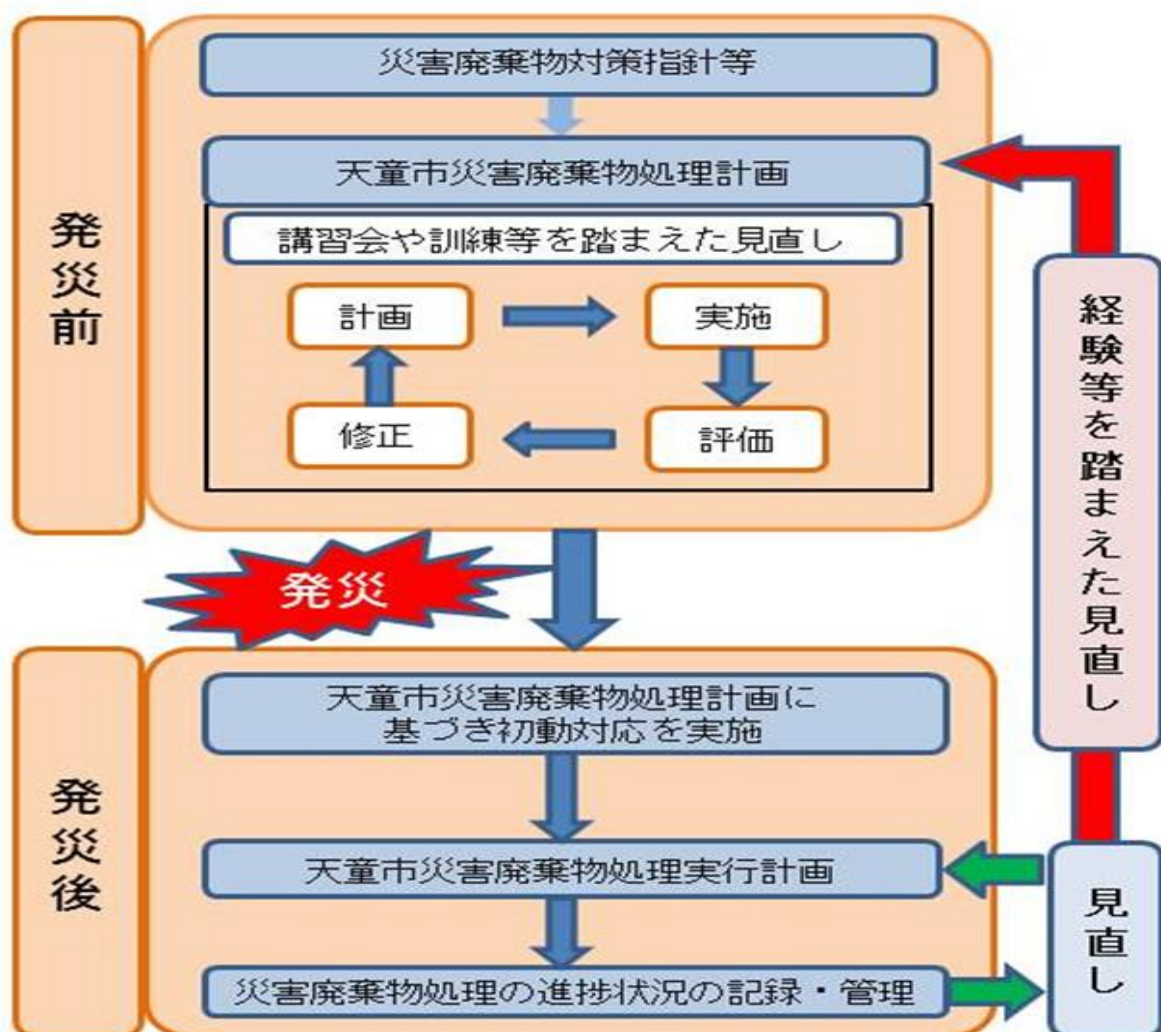 発災前
災害廃棄物対策指針等
天童市災害廃棄物処理計画
講習会や訓練等を踏まえた見直し
計画
実施
修正
評価
発災
経験等を踏まえた見直し
発災後
天童市災害廃棄物処理計画に
基づき初動対応を実施
天童市災害廃棄物処理実行計画
災害廃棄物処理の進捗状況の記録・管理
見直し